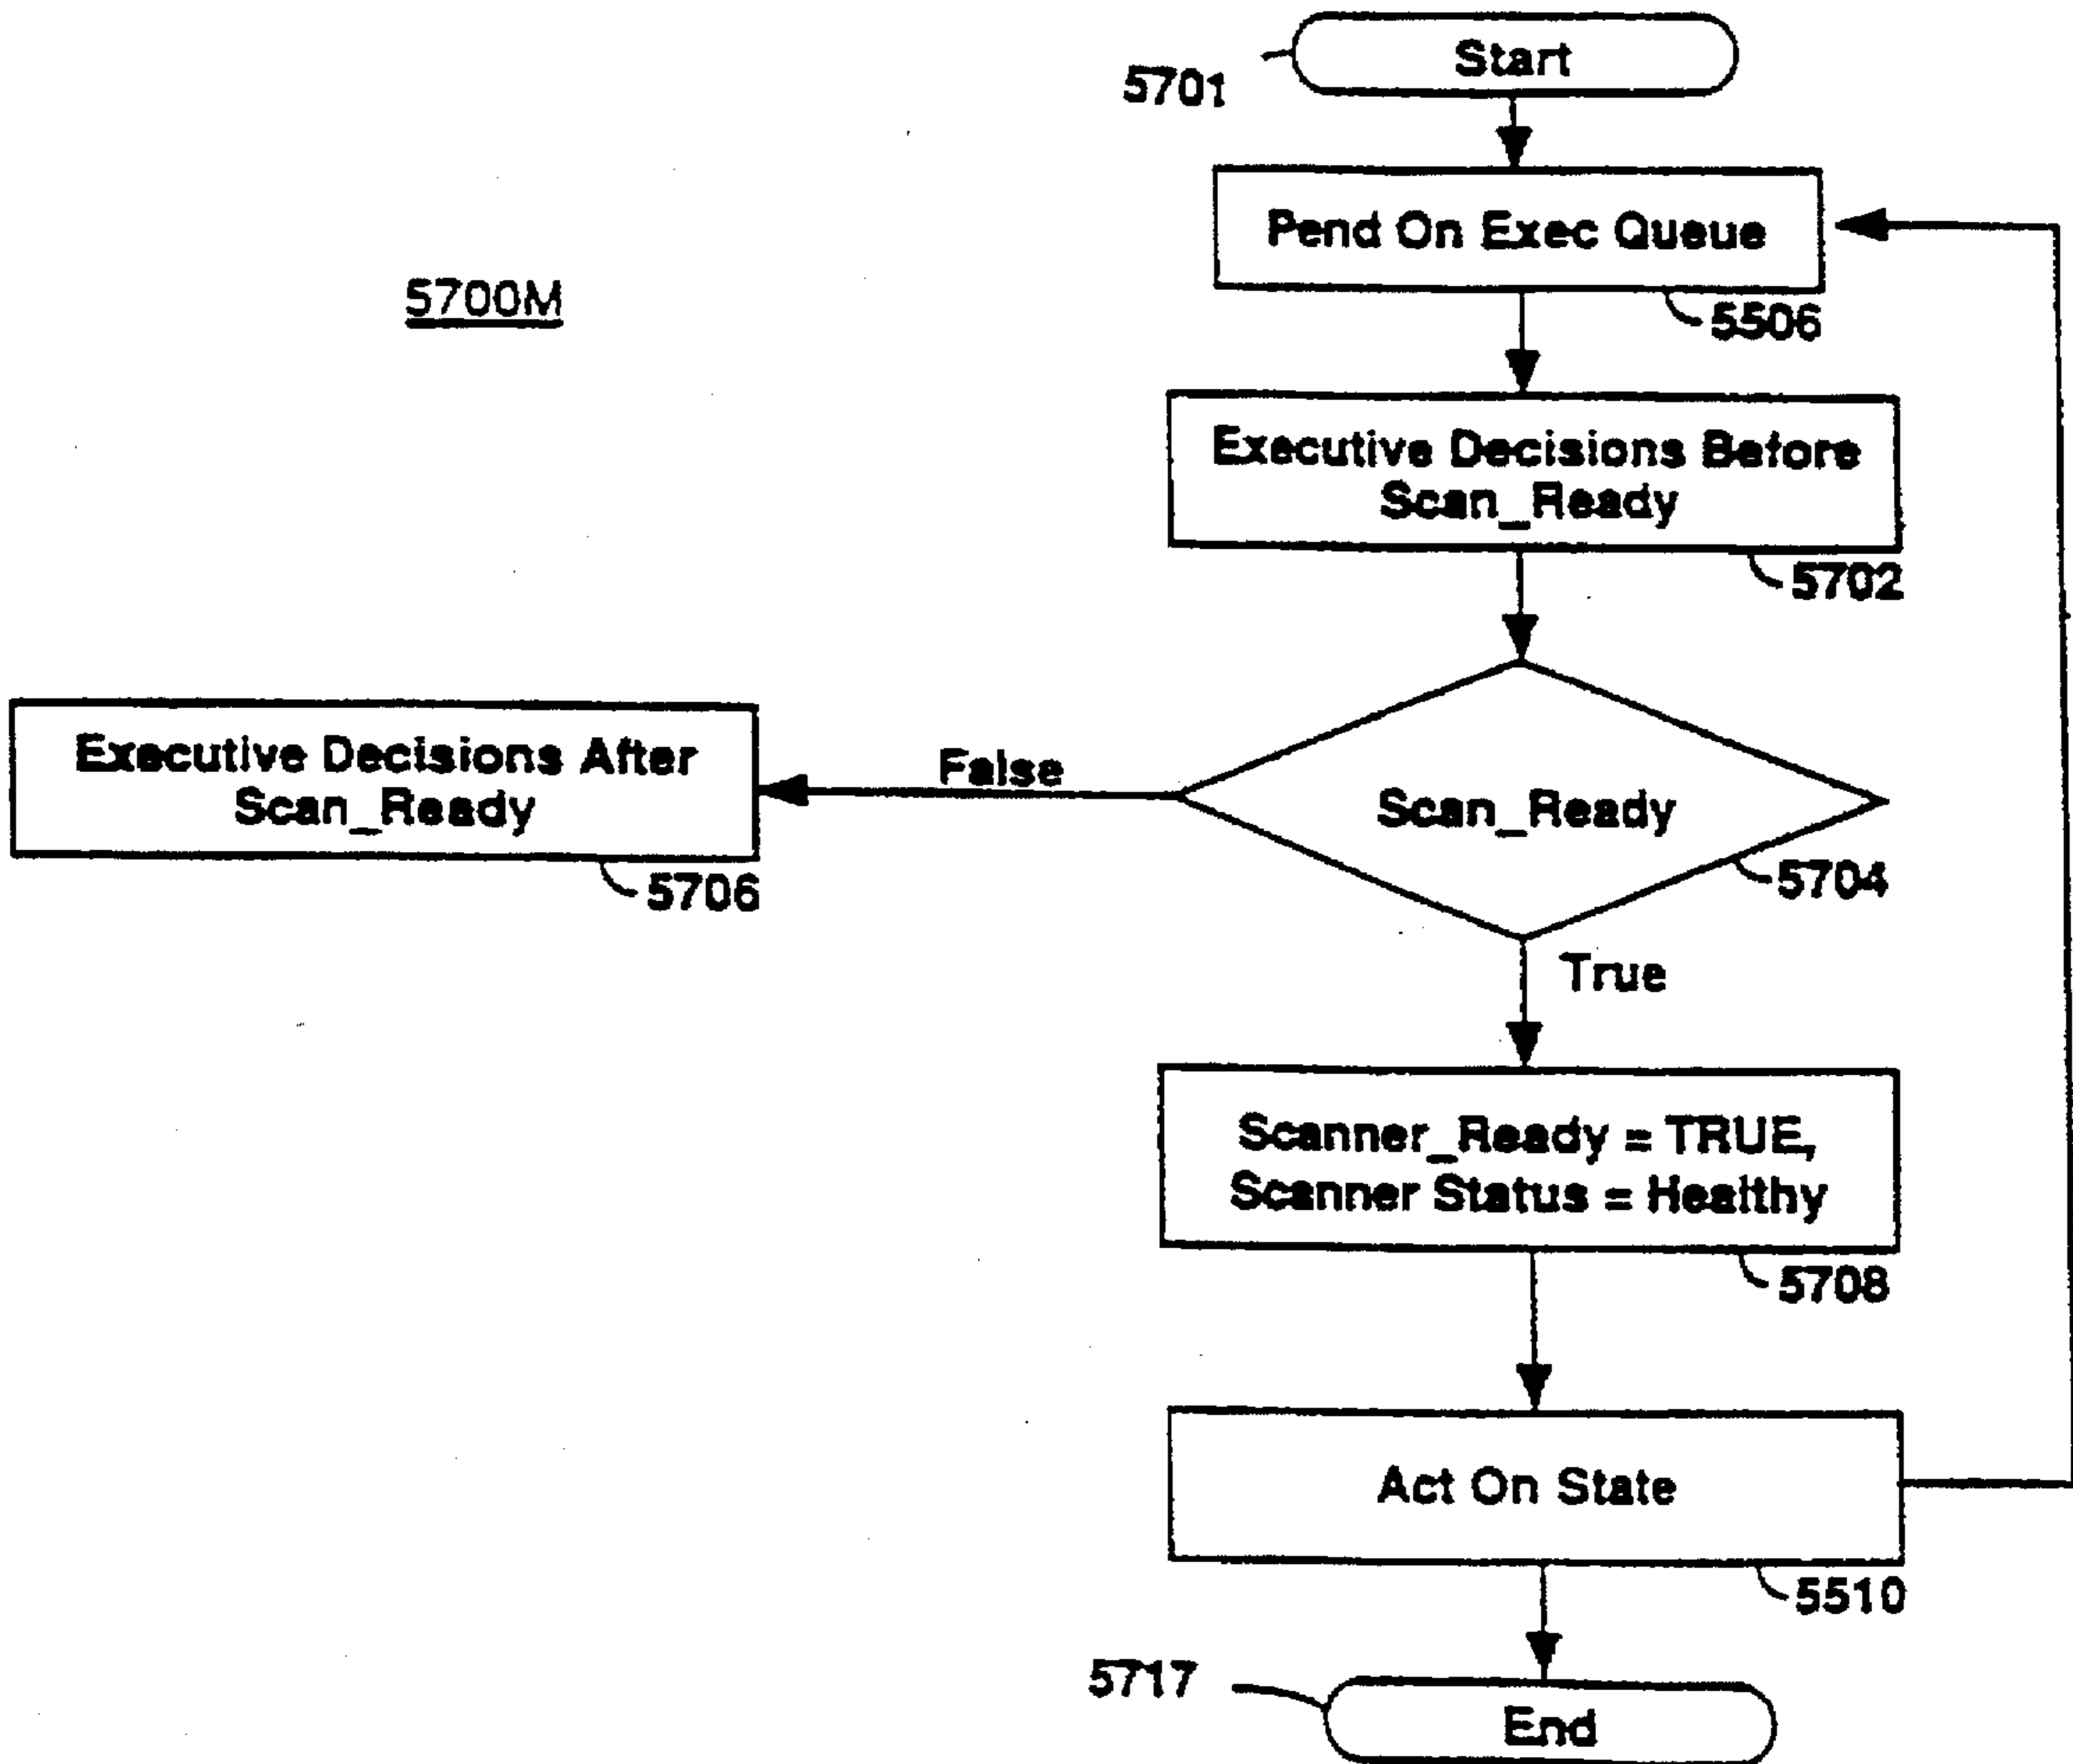 Start
5701
Pend On Exec Queue
5700M
5506
Executive Decisions Before
Scan_Ready
5702
Executive Decisions After
Scan_Ready
False
Scan_Ready
5706
5704
True
Scanner_Ready = TRUE,
Scanner Status = Healthy
5708
Act On State
5510
5717
End